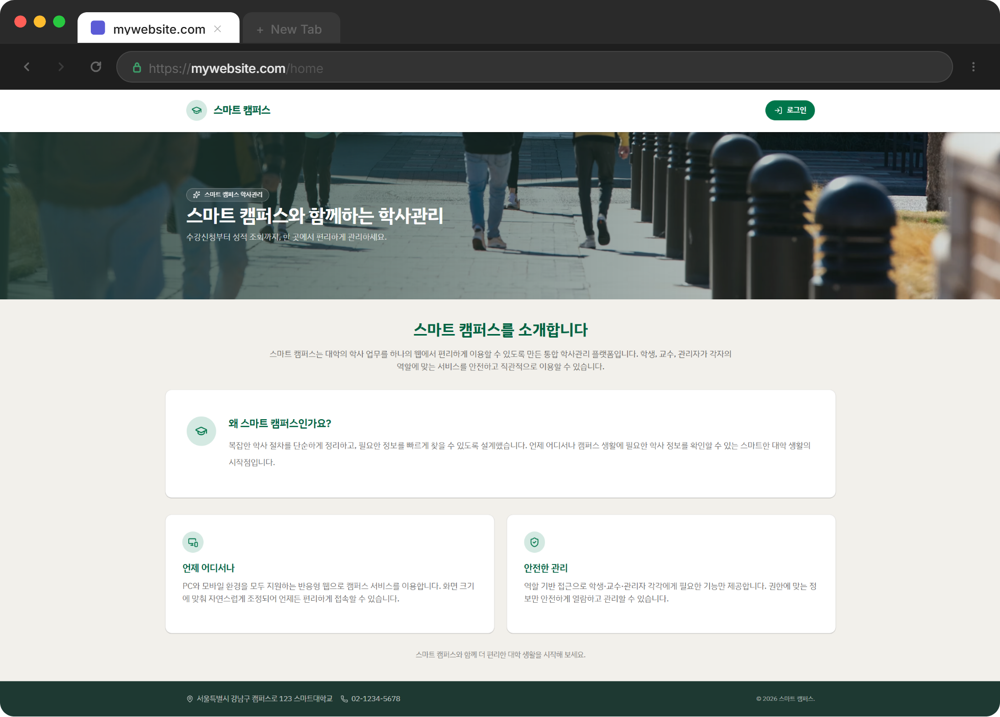 mywebsite.com
+ New Tab
https://mywebsite.com/home
스마트 캠퍼스
로그인
스마트 캠퍼스 학사관리
스마트 캠퍼스와 함께하는 학사관리
수강신청부터 성적 조회까지, 한 곳에서 편리하게 관리하세요.
스마트 캠퍼스를 소개합니다
스마트 캠퍼스는 대학의 학사 업무를 하나의 웹에서 편리하게 이용할 수 있도록 만든 통합 학사관리 플랫폼입니다. 학생, 교수, 관리자가 각자의
역할에 맞는 서비스를 안전하고 직관적으로 이용할 수 있습니다.
왜 스마트 캠퍼스인가요?
복잡한 학사 절차를 단순하게 정리하고, 필요한 정보를 빠르게 찾을 수 있도록 설계했습니다. 언제 어디서나 캠퍼스 생활에 필요한 학사 정보를 확인할 수 있는 스마트한 대학 생활의
시작점입니다.
언제 어디서나
PC와 모바일 환경을 모두 지원하는 반응형 웹으로 캠퍼스 서비스를 이용합니다. 화면 크기
에 맞춰 자연스럽게 조정되어 언제든 편리하게 접속할 수 있습니다.
안전한 관리
역할 기반 접근으로 학생·교수·관리자 각각에게 필요한 기능만 제공합니다. 권한에 맞는 정
보만 안전하게 열람하고 관리할 수 있습니다.
스마트 캠퍼스와 함께 더 편리한 대학 생활을 시작해 보세요.
서울특별시 강남구 캠퍼스로 123 스마트대학교 02-1234-5678
© 2026 스마트 캠퍼스.